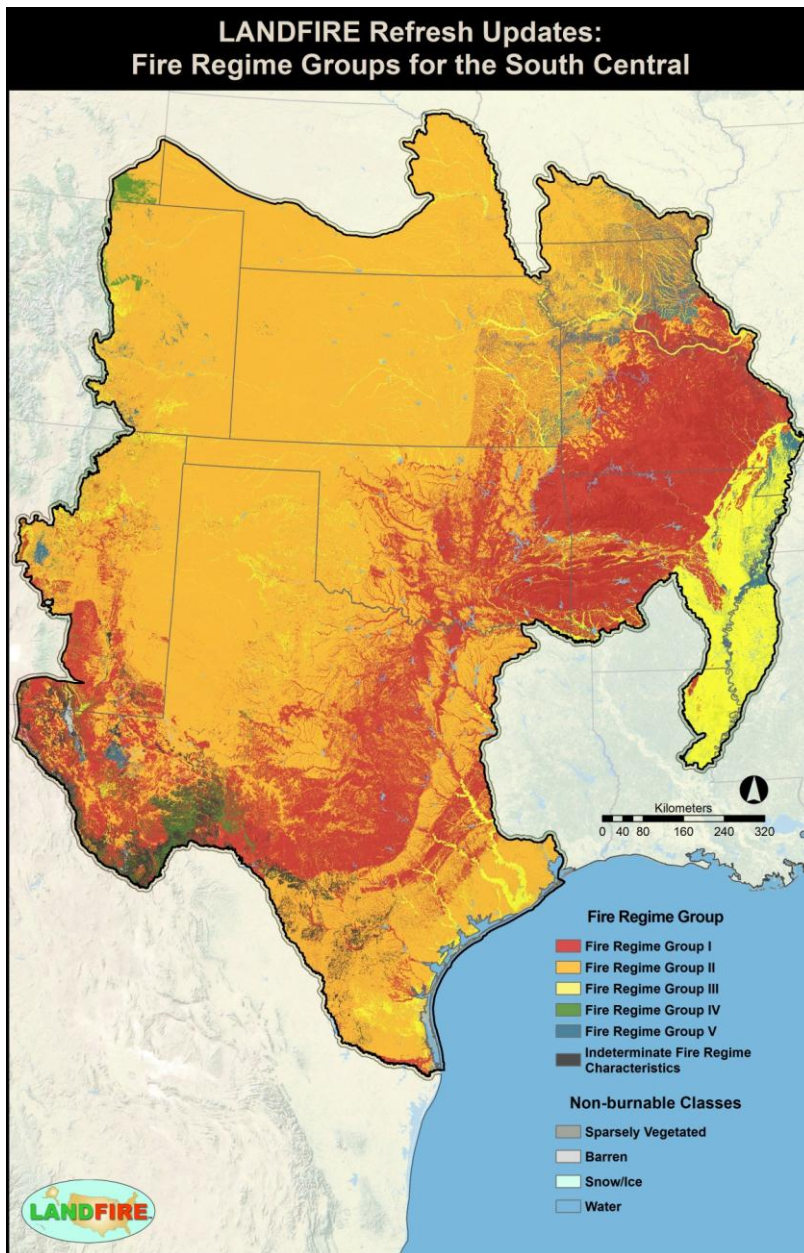 LANDFIRE Refresh Updates:
Fire Regime Groups for the South Central
Kilometers
0 40 80 160 240 320
Fire Regime Group
Fire Regime Group I
Fire Regime Group II
Fire Regime Group III
Fire Regime Group IV
Fire Regime Group V
Indeterminate Fire Regime
Characteristics
Non-burnable Classes
Sparsely Vegetated
Barren
Snow/Ice
Water
LANDFIRE